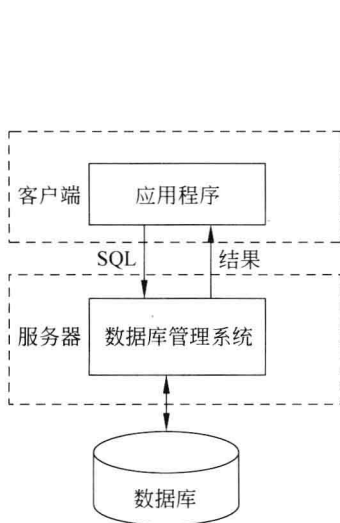 客户端
应用程序
SQL
结果
服务器
数据库管理系统
数据库